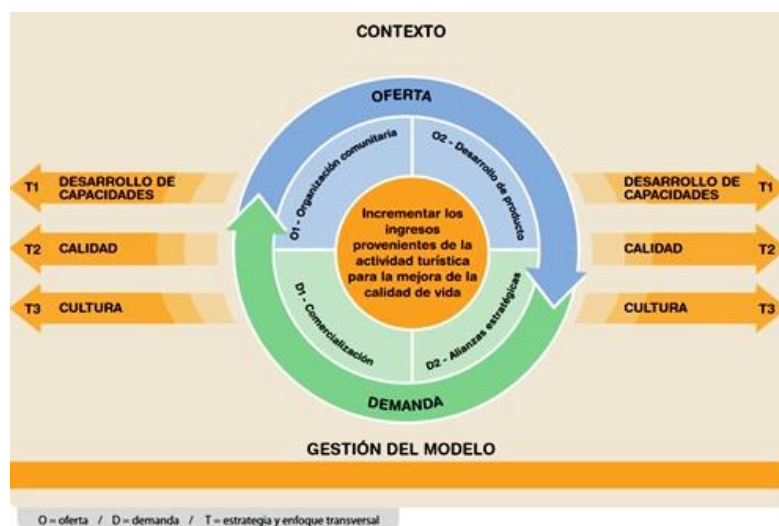 CONTEXTO
OFERTA
O1 - Organización comunitaria
O2 - Desarrollo de producto
T1 DESARROLLO DE
CAPACIDADES
T2 CALIDAD
T3 CULTURA
Incrementar los
ingresos
provenientes de la
actividad turística
para la mejora de la
calidad de vida
DESARROLLO DE T1
CAPACIDADES
CALIDAD T2
CULTURA T3
D1 - Comercialización
D2 - Alianzas estratégicas
DEMANDA
GESTIÓN DEL MODELO
O = oferta / D = demanda / T = estrategia y enfoque transversal